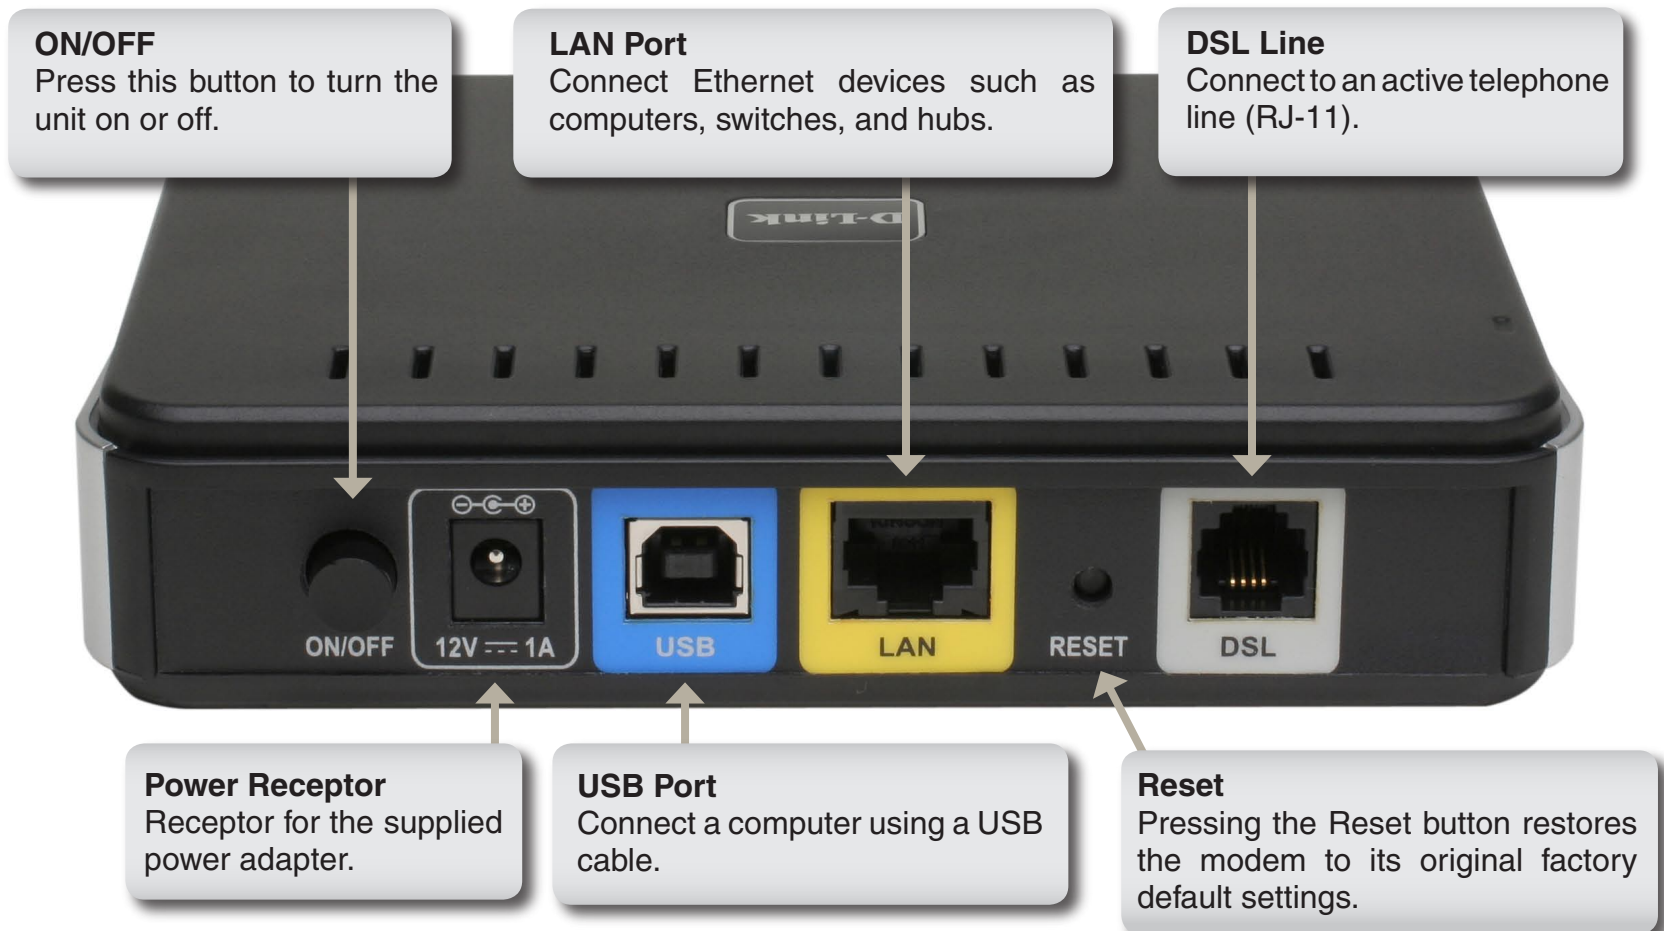 ON/OFF
Press this button to turn the
unit on or off.
LAN Port
Connect Ethernet devices such as
computers, switches, and hubs.
DSL Line
Connect to an active telephone
line (RJ-11).
D-Link
ON/OFF
12V 1A
USB
LAN
RESET
DSL
Power Receptor
Receptor for the supplied
power adapter.
USB Port
Connect a computer using a USB
cable.
Reset
Pressing the Reset button restores
the modem to its original factory
default settings.